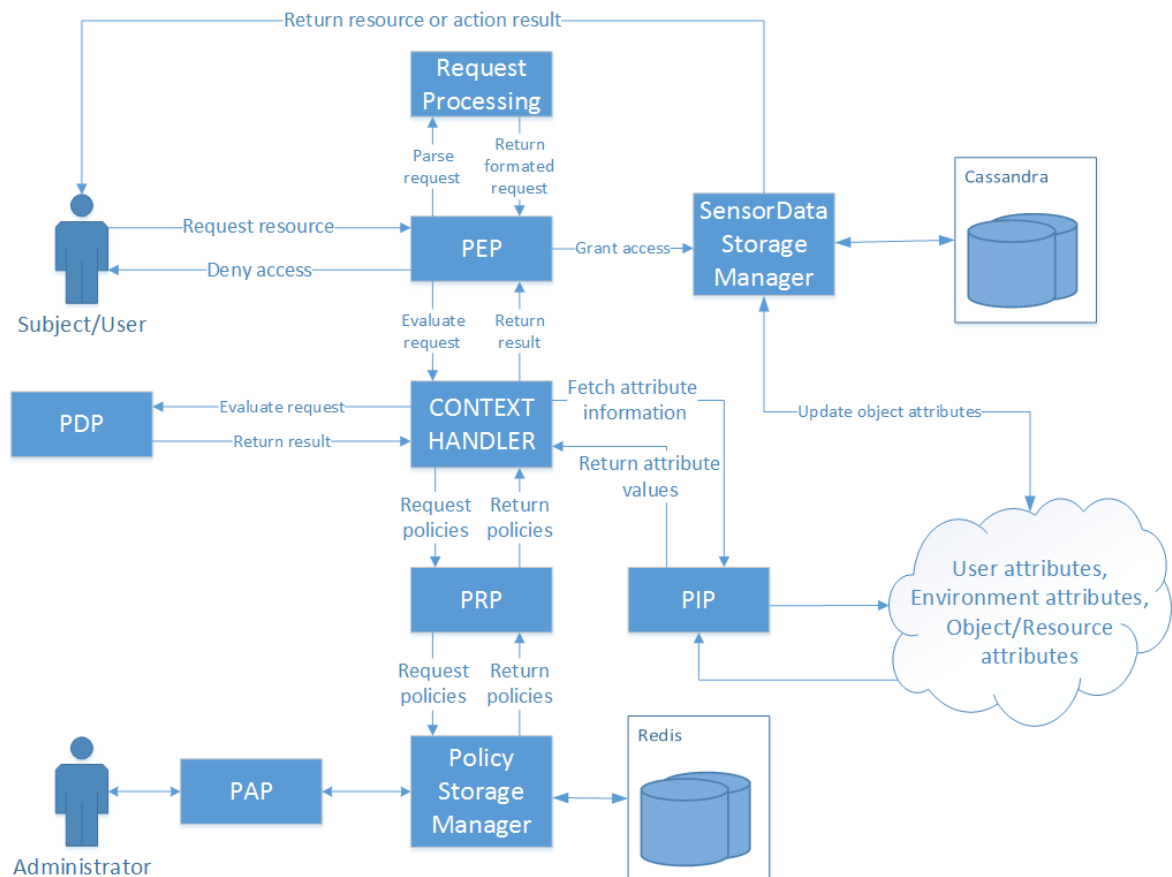 Return resource or action result
Request
Processing
Parse
request
Return
formated
request
Cassandra
SensorData
Storage
Manager
Request resource
PEP
Grant access
Deny access
Subject/User
Evaluate
request
Return
result
Fetch attribute
information
CONTEXT
HANDLER
PDP
Evaluate request
Return result
Update object attributes
Return attribute
values
Request
policies
Return
policies
PRP
PIP
User attributes,
Environment attributes,
Object/Resource
attributes
Request
policies
Return
policies
Redis
Policy
Storage
Manager
PAP
Administrator